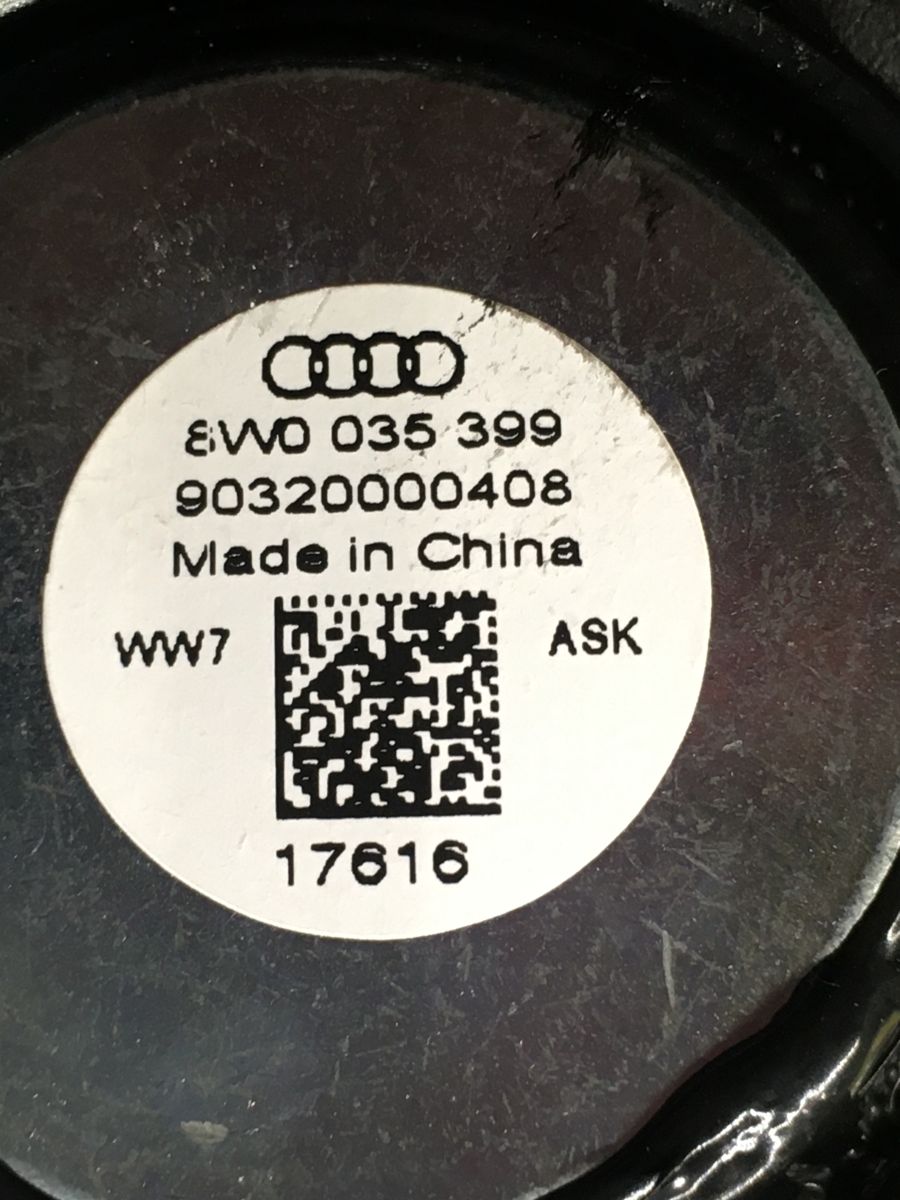 8W0 035 399
90320000408
Made in China
WW7
ASK
17616